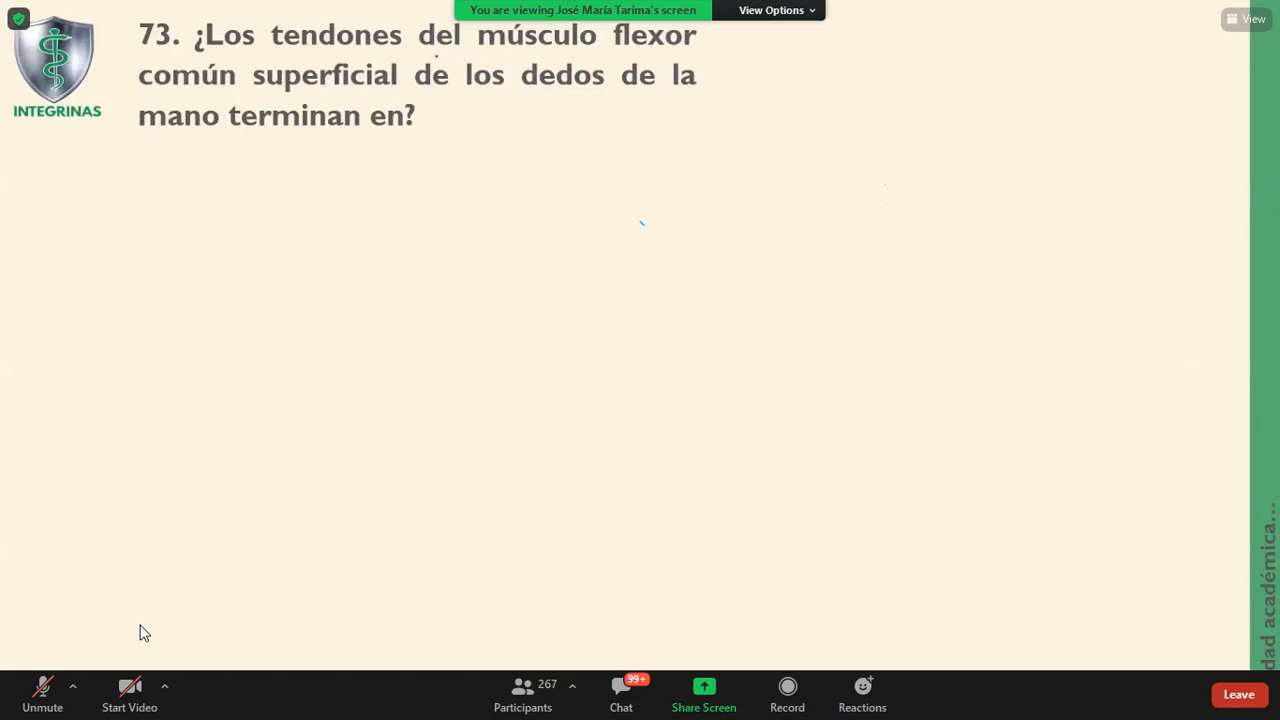 You are viewing José María Tarima's screen
View Options
View
73. ¿Los tendones del músculo flexor
común superficial de los dedos de la
mano terminan en?
INTEGRINAS
dad académica...
Unmute
Start Video
267
Participants
99+
Chat
Share Screen
Record
Reactions
Leave